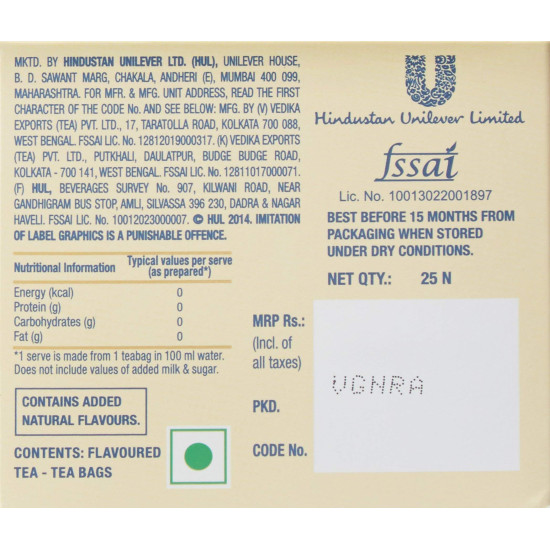 MKTD. BY HINDUSTAN UNILEVER LTD. (HUL), UNILEVER HOUSE,
B. D. SAWANT MARG, CHAKALA, ANDHERI (E), MUMBAI 400 099,
MAHARASHTRA. FOR MFR. & MFG. UNIT ADDRESS, READ THE FIRST
CHARACTER OF THE CODE No. AND SEE BELOW: MFG. BY (V) VEDIKA
EXPORTS (TEA) PVT. LTD., 17, TARATOLLA ROAD, KOLKATA 700 088,
WEST BENGAL. FSSAI LIC. No. 12812019000317. (K) VEDIKA EXPORTS
(TEA) PVT. LTD., PUTKHALI, DAULATPUR, BUDGE BUDGE ROAD,
KOLKATA - 700 141, WEST BENGAL. FSSAI LIC. No. 12811017000071.
(F) HUL, BEVERAGES SURVEY No. 907, KILWANI ROAD, NEAR
GANDHIGRAM BUS STOP, AMLI, SILVASSA 396 230, DADRA & NAGAR
HAVELI. FSSAI LIC. No. 10012023000007. © HUL 2014. IMITATION
OF LABEL GRAPHICS IS A PUNISHABLE OFFENCE.
Nutritional Information Typical values per serve
(as prepared*)
Energy (kcal) 0
Protein (g) 0
Carbohydrates (g) 0
Fat (g) 0
*1 serve is made from 1 teabag in 100 ml water.
Does not include values of added milk & sugar.
CONTAINS ADDED
NATURAL FLAVOURS.
CONTENTS: FLAVOURED
TEA - TEA BAGS
Hindustan Unilever Limited
fssai
Lic. No. 10013022001897
BEST BEFORE 15 MONTHS FROM
PACKAGING WHEN STORED
UNDER DRY CONDITIONS.
NET QTY.: 25 N
MRP Rs.:
(Incl. of
all taxes)
VGNRA
PKD.
CODE No.